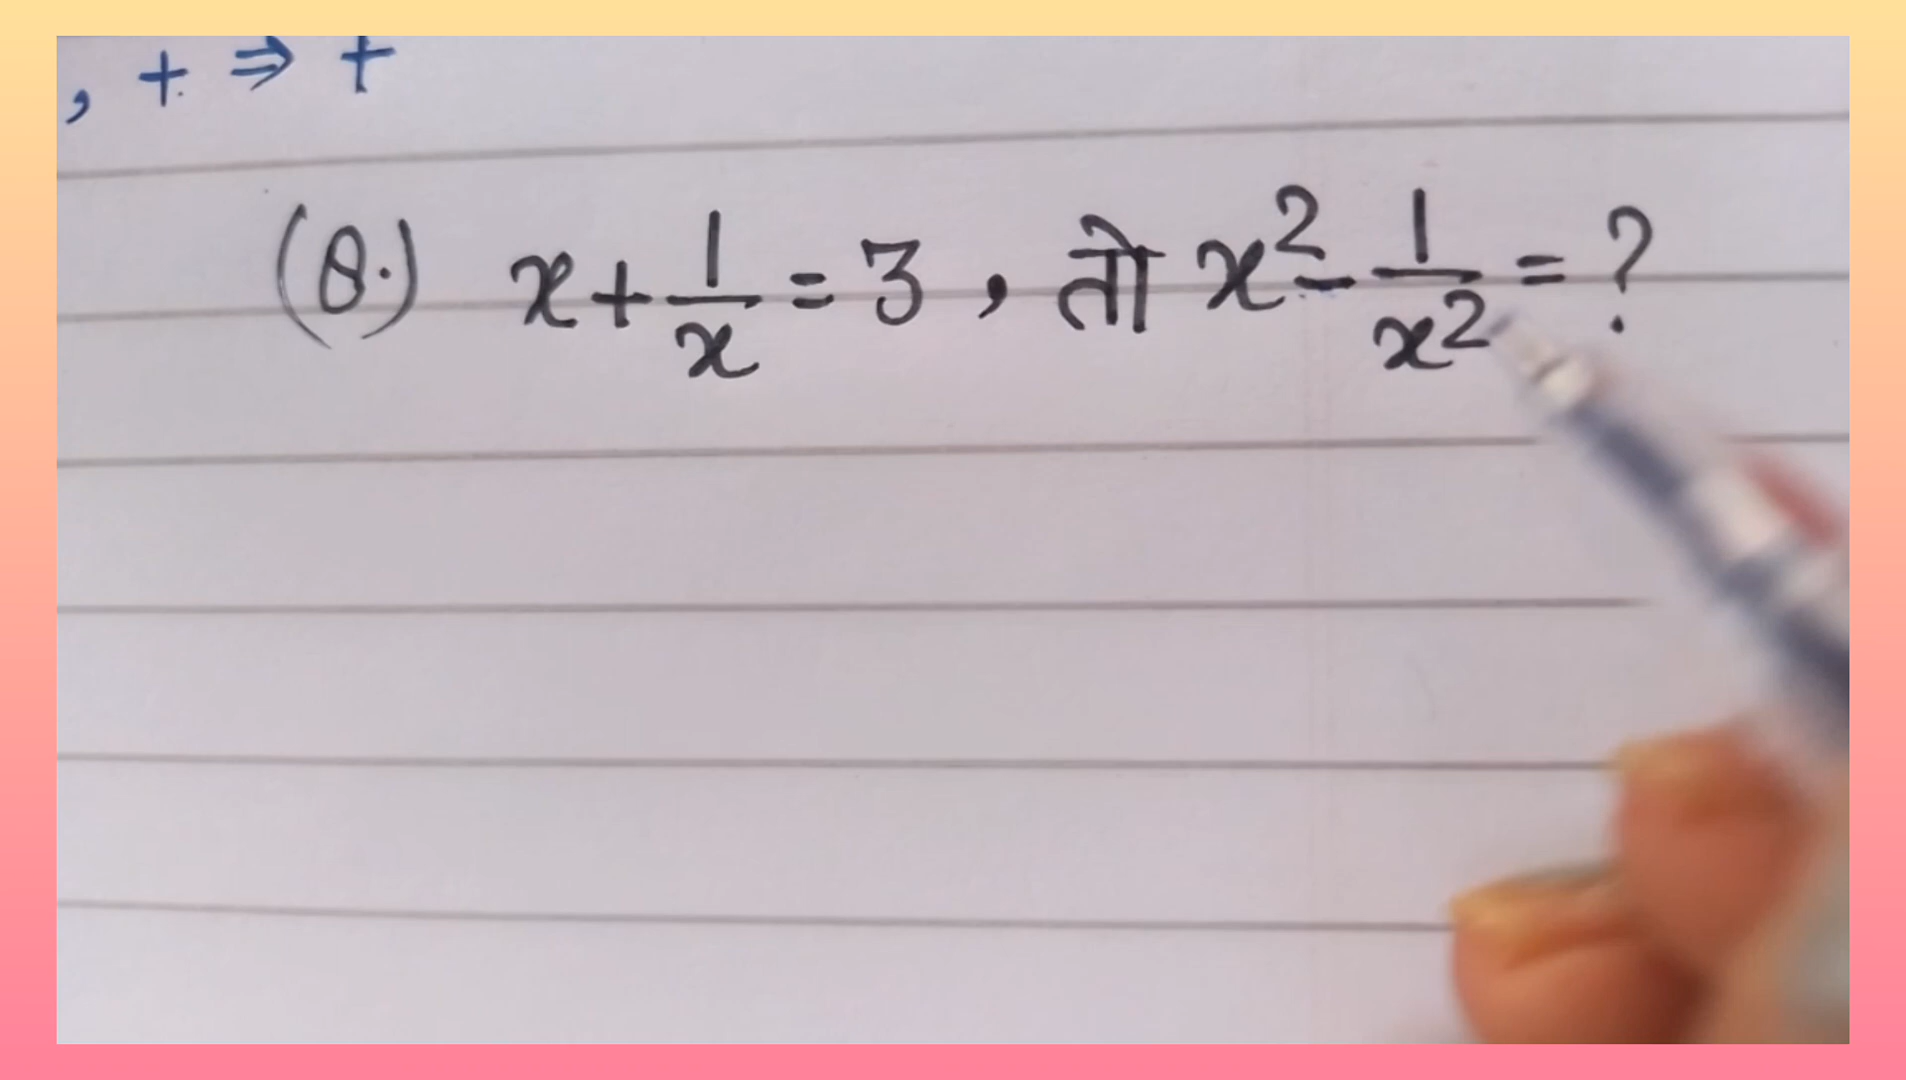 , + ⇒ +
(Q.) x + 1/x = 3 , तो x² - 1/x² = ?